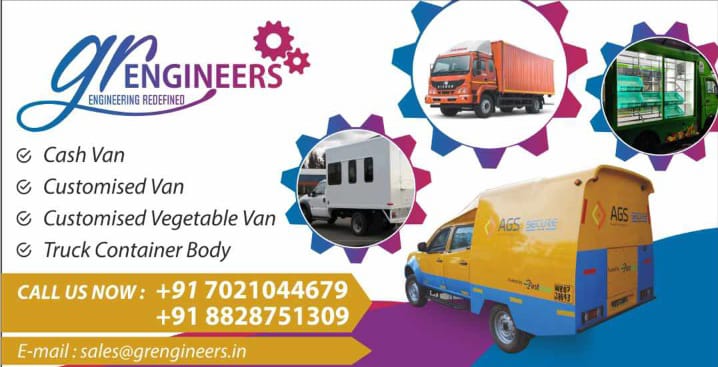 gr ENGINEERS
ENGINEERING REDEFINED
Cash Van
Customised Van
Customised Vegetable Van
Truck Container Body
CALL US NOW : +91 7021044679
+91 8828751309
E-mail : sales@grengineers.in
AGS SECURE
AGS SECURE